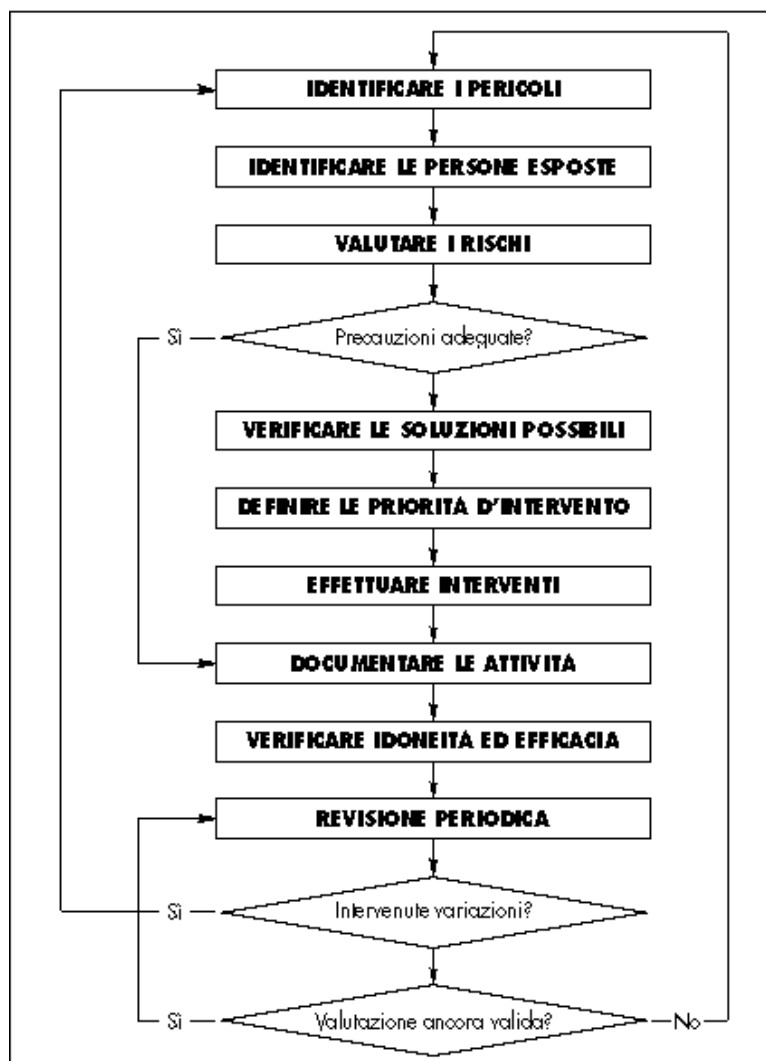 IDENTIFICARE I PERICOLI
IDENTIFICARE LE PERSONE ESPOSTE
VALUTARE I RISCHI
Sì
Precauzioni adeguate?
VERIFICARE LE SOLUZIONI POSSIBILI
DEFINIRE LE PRIORITÀ D'INTERVENTO
EFFETTUARE INTERVENTI
DOCUMENTARE LE ATTIVITÀ
VERIFICARE IDONEITÀ ED EFFICACIA
REVISIONE PERIODICA
Sì
Intervenute variazioni?
Sì
Valutazione ancora valida?
No